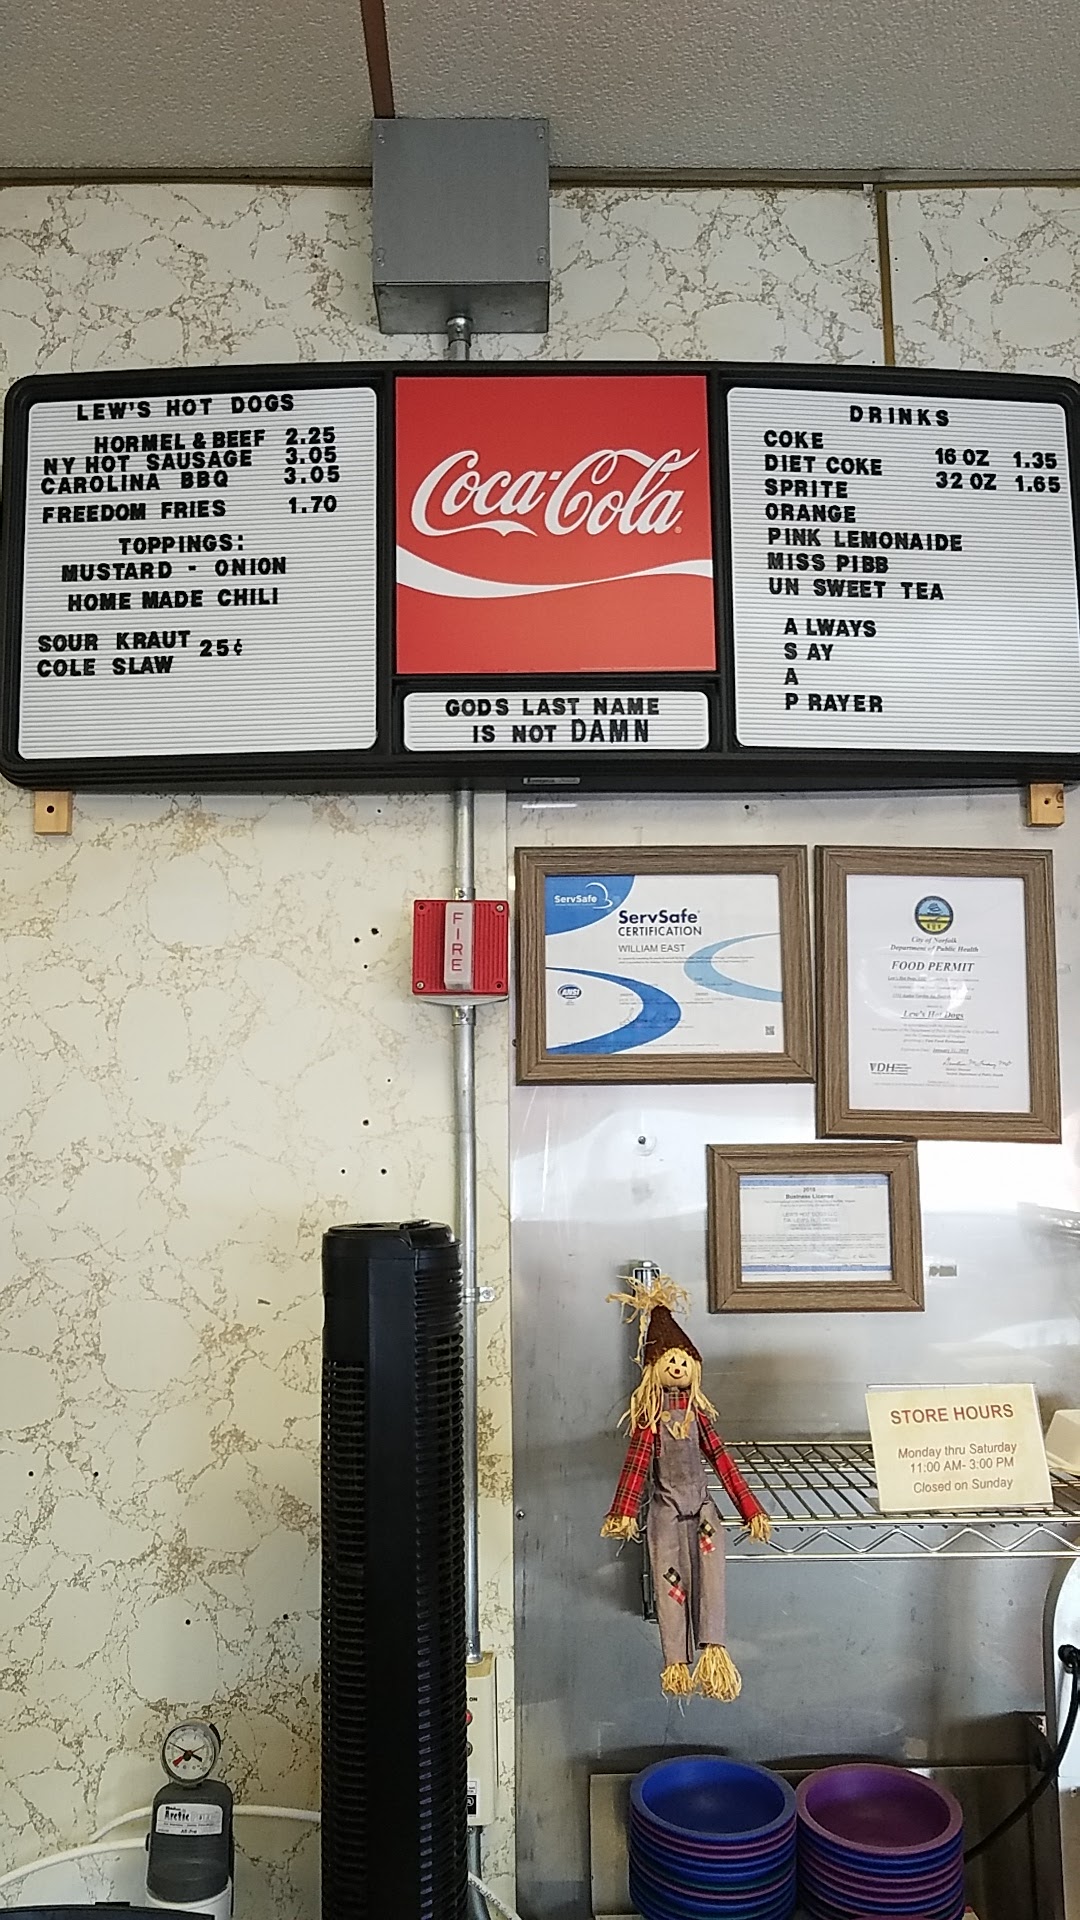 LEW'S HOT DOGS
HORMEL & BEEF 2.25
NY HOT SAUSAGE 3.05
CAROLINA BBQ 3.05
FREEDOM FRIES 1.70
TOPPINGS:
MUSTARD - ONION
HOME MADE CHILI
SOUR KRAUT 25¢
COLE SLAW
Coca-Cola
GODS LAST NAME
IS NOT DAMN
DRINKS
COKE
DIET COKE 16 OZ 1.35
SPRITE 32 OZ 1.65
ORANGE
PINK LEMONAIDE
MISS PIBB
UN SWEET TEA
A LWAYS
S AY
A
P RAYER
FIRE
ServSafe
ServSafe
CERTIFICATION
WILLIAM EAST
ANSI
City of Norfolk
Department of Public Health
FOOD PERMIT
Lew's Hot Dogs
VDH
Business License
STORE HOURS
Monday thru Saturday
11:00 AM- 3:00 PM
Closed on Sunday
Arctic